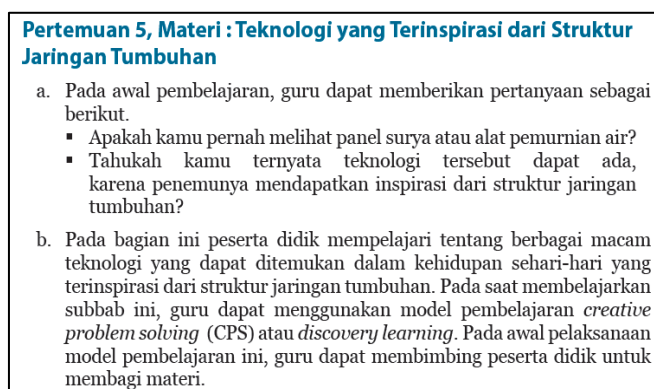 Pertemuan 5, Materi : Teknologi yang Terinspirasi dari Struktur
Jaringan Tumbuhan
a. Pada awal pembelajaran, guru dapat memberikan pertanyaan sebagai
berikut.
▪ Apakah kamu pernah melihat panel surya atau alat pemurnian air?
▪ Tahukah kamu ternyata teknologi tersebut dapat ada,
karena penemunya mendapatkan inspirasi dari struktur jaringan
tumbuhan?
b. Pada bagian ini peserta didik mempelajari tentang berbagai macam
teknologi yang dapat ditemukan dalam kehidupan sehari-hari yang
terinspirasi dari struktur jaringan tumbuhan. Pada saat membelajarkan
subbab ini, guru dapat menggunakan model pembelajaran creative
problem solving (CPS) atau discovery learning. Pada awal pelaksanaan
model pembelajaran ini, guru dapat membimbing peserta didik untuk
membagi materi.